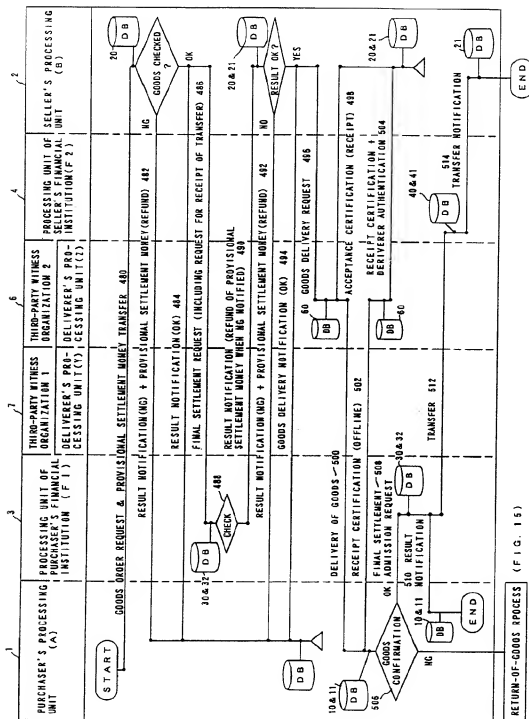 1
3
7
6
4
2
PURCHASER'S PROCESSING
UNIT (A)
PROCESSING UNIT OF
PURCHASER'S FINANCIAL
INSTITUTION (F1)
THIRD-PARTY WITNESS
ORGANIZATION 1
DELIVERER'S PRO-
CESSING UNIT(Y)
THIRD-PARTY WITNESS
ORGANIZATION 2
DELIVERER'S PRO-
CESSING UNIT(Z)
PROCESSING UNIT OF
SELLER'S FINANCIAL
INSTITUTION(F2)
SELLER'S PROCESSING
UNIT (B)
START
GOODS ORDER REQUEST & PROVISIONAL SETTLEMENT MONEY TRANSFER 480
20
DB
GOODS CHECKED ?
NG
OK
RESULT NOTIFICATION(NG) + PROVISIONAL SETTLEMENT MONEY(REFUND) 482
RESULT NOTIFICATION(OK) 484
FINAL SETTLEMENT REQUEST (INCLUDING REQUEST FOR RECEIPT OF TRANSFER) 486
30 & 32
DB
CHECK
488
RESULT NOTIFICATION (REFUND OF PROVISIONAL
SETTLEMENT MONEY WHEN NG NOTIFIED) 490
20 & 21
DB
RESULT OK ?
NO
YES
RESULT NOTIFICATION(NG) + PROVISIONAL SETTLEMENT MONEY(REFUND) 492
GOODS DELIVERY NOTIFICATION (OK) 494
GOODS DELIVERY REQUEST 496
DB
60
DB
ACCEPTANCE CERTIFICATION (RECEIPT) 498
20 & 21
DB
DELIVERY OF GOODS 500
RECEIPT CERTIFICATION (OFFLINE) 502
RECEIPT CERTIFICATION +
DERIVERER AUTHENTICATION 504
DB
60
10 & 11
DB
506
GOODS
CONFIRMATION
OK
NG
FINAL SETTLEMENT 508
ADMISSION REQUEST
30 & 32
DB
510 RESULT
NOTIFICATION
10 & 11
DB
END
TRANSFER 512
40 & 41
DB
514
TRANSFER NOTIFICATION
21
DB
END
RETURN-OF-GOODS RPOCESS (FIG. 15)